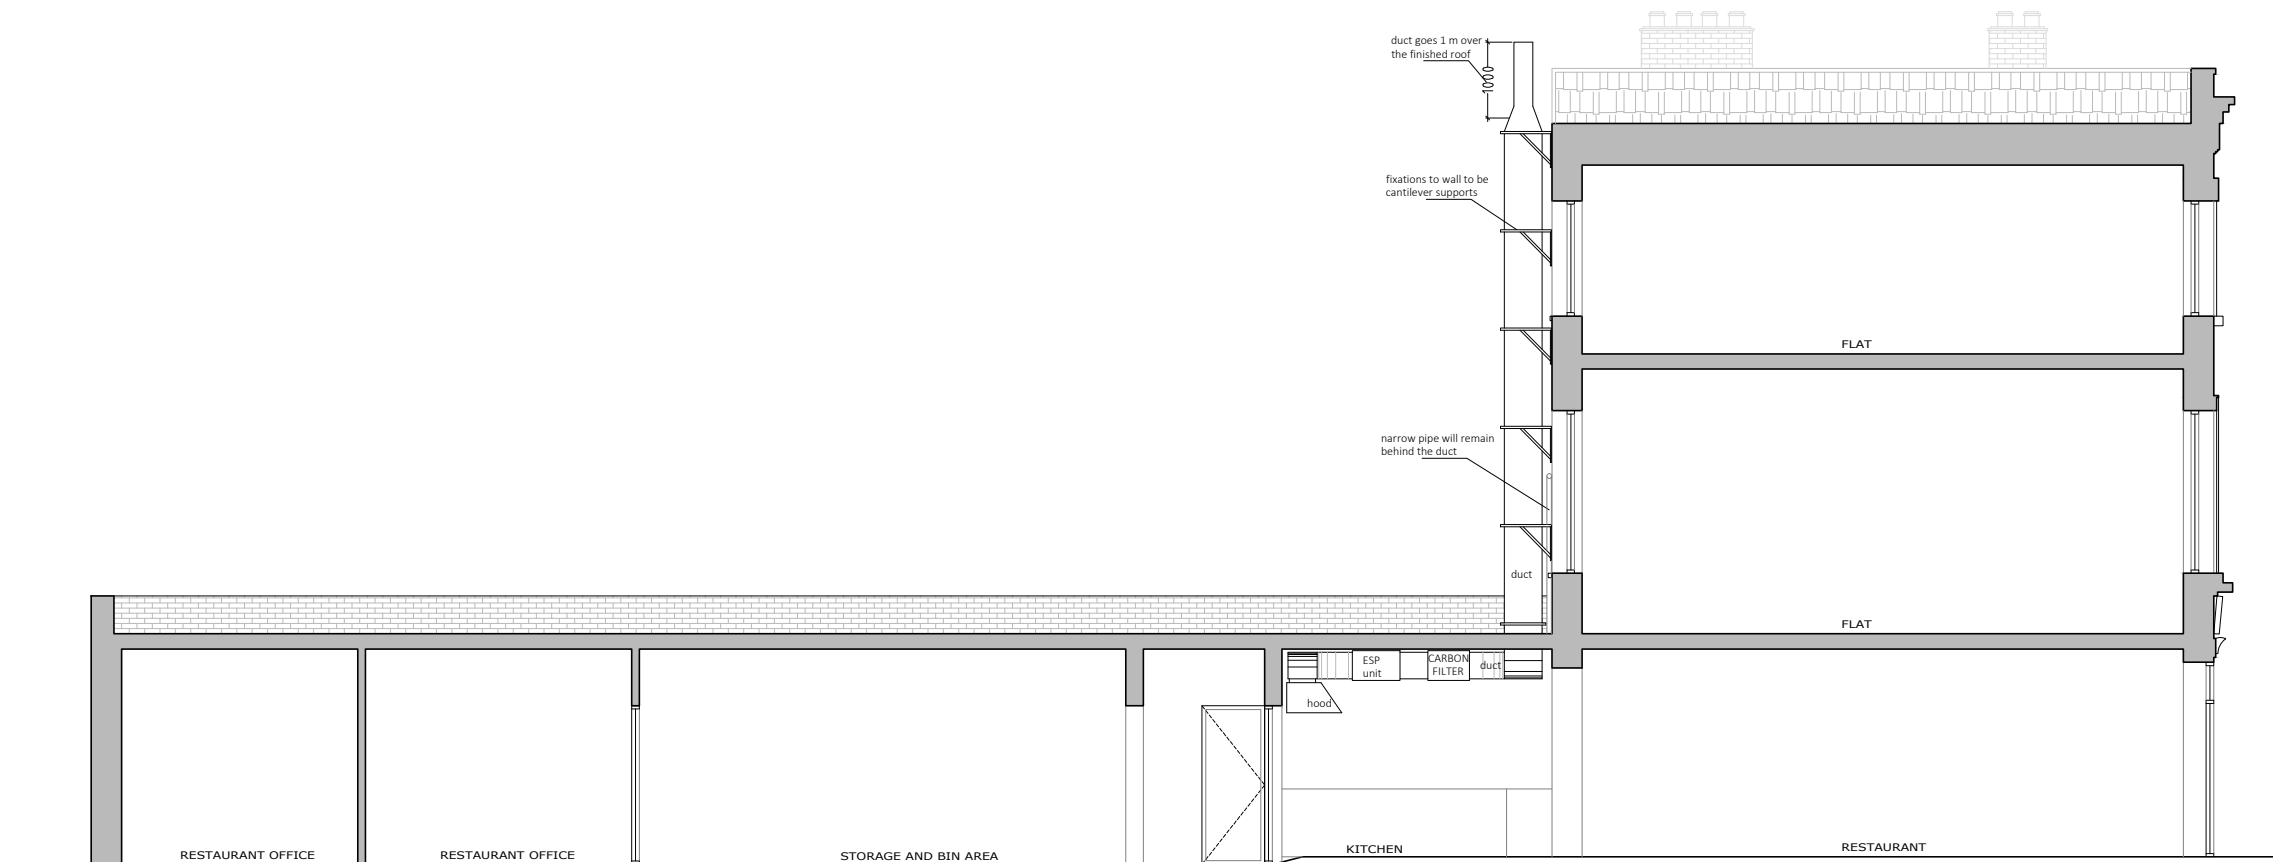 duct goes 1 m over
the finished roof
1000
fixations to wall to be
cantilever supports
FLAT
narrow pipe will remain
behind the duct
duct
FLAT
ESP
unit
CARBON
FILTER
duct
hood
RESTAURANT OFFICE
RESTAURANT OFFICE
STORAGE AND BIN AREA
KITCHEN
RESTAURANT